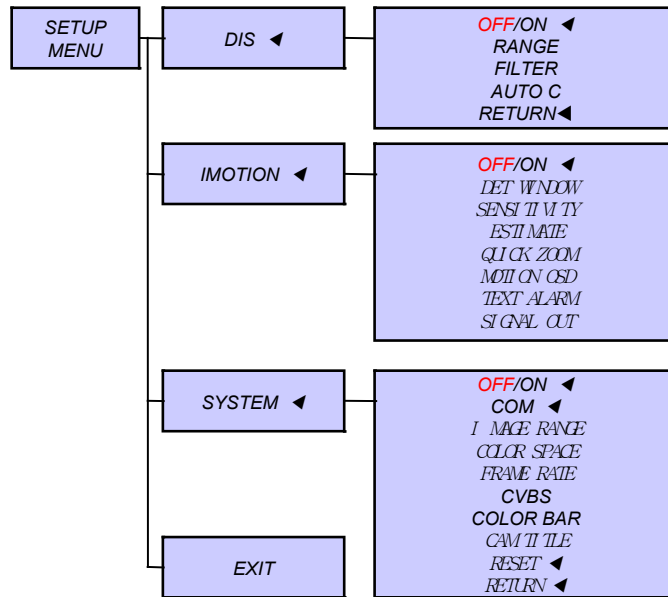 SETUP
MENU
DIS ◄
OFF/ON ◄
RANGE
FILTER
AUTO C
RETURN◄
IMOTION ◄
OFF/ON ◄
DET WINDOW
SENSITIVITY
ESTIMATE
QUICK ZOOM
MOTION OSD
TEXT ALARM
SIGNAL OUT
SYSTEM ◄
OFF/ON ◄
COM ◄
IMAGE RANGE
COLOR SPACE
FRAME RATE
CVBS
COLOR BAR
CAM TITLE
RESET ◄
RETURN ◄
EXIT